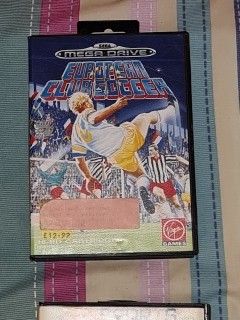 SEGA
MEGA DRIVE
EUROPEAN
CLUB SOCCER
£12.99
Virgin
GAMES